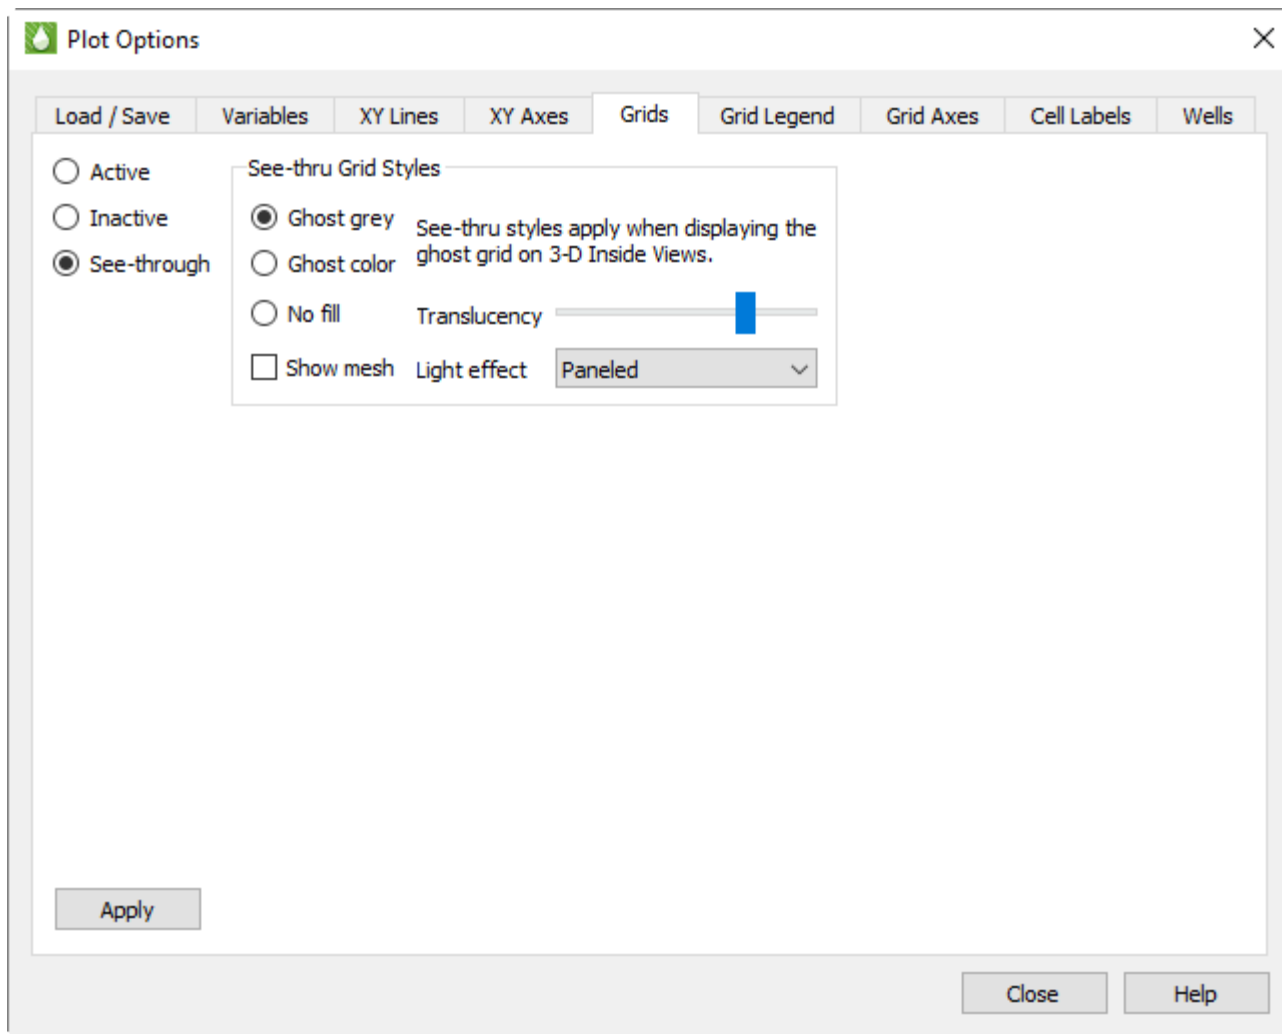 Plot Options
Load / Save Variables XY Lines XY Axes Grids Grid Legend Grid Axes Cell Labels Wells
Active
Inactive
See-through
See-thru Grid Styles
Ghost grey
Ghost color
No fill
Show mesh
See-thru styles apply when displaying the
ghost grid on 3-D Inside Views.
Translucency
Light effect Paneled
Apply
Close Help